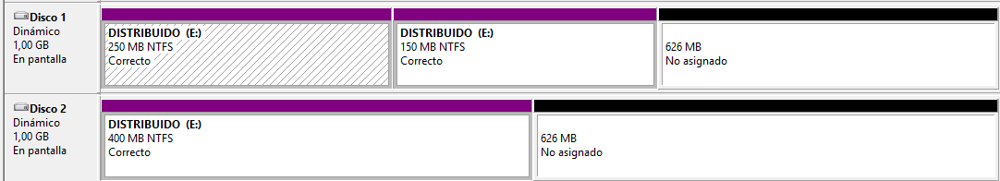 Disco 1
Dinámico
1,00 GB
En pantalla
DISTRIBUIDO (E:)
250 MB NTFS
Correcto
DISTRIBUIDO (E:)
150 MB NTFS
Correcto
626 MB
No asignado
Disco 2
Dinámico
1,00 GB
En pantalla
DISTRIBUIDO (E:)
400 MB NTFS
Correcto
626 MB
No asignado